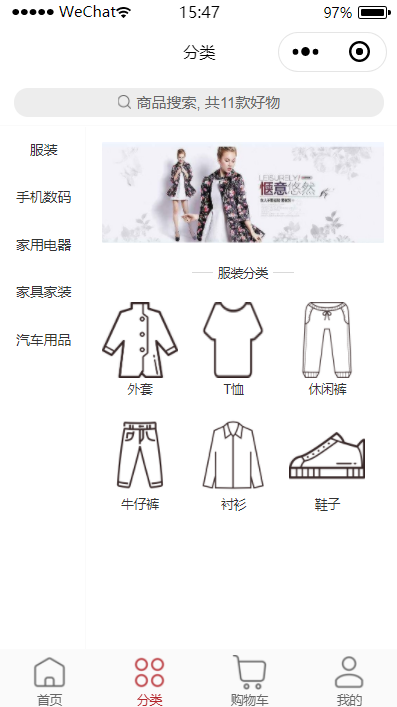 WeChat 15:47 97%
分类
商品搜索, 共11款好物
服装
手机数码
家用电器
家具家装
汽车用品
LEISURELY
惬意悠然
服装分类
外套 T恤 休闲裤
牛仔裤 衬衫 鞋子
首页 分类 购物车 我的